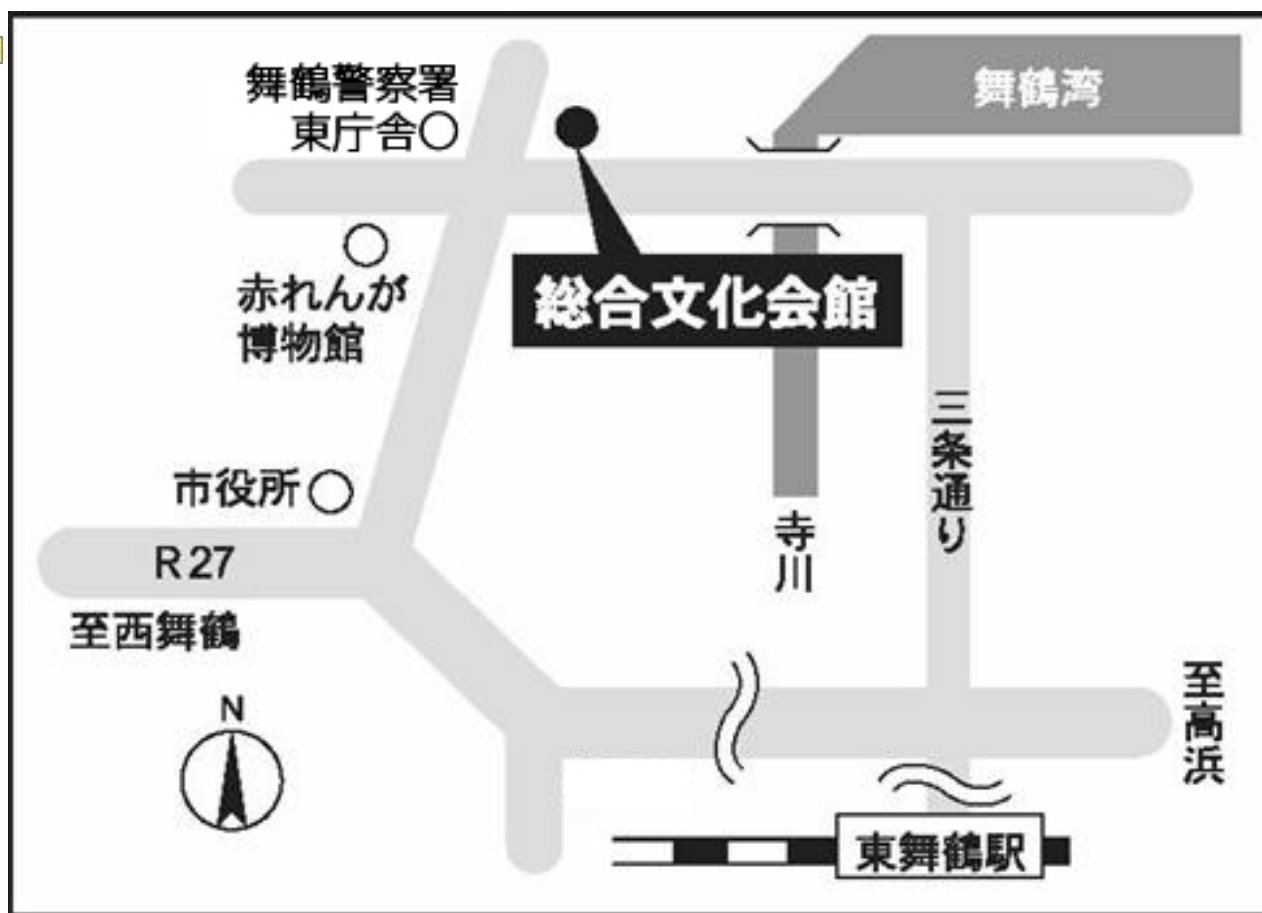 舞鶴警察署
東庁舎
舞鶴湾
赤れんが
博物館
総合文化会館
市役所
三条通り
寺川
R27
至西舞鶴
至高浜
N
東舞鶴駅